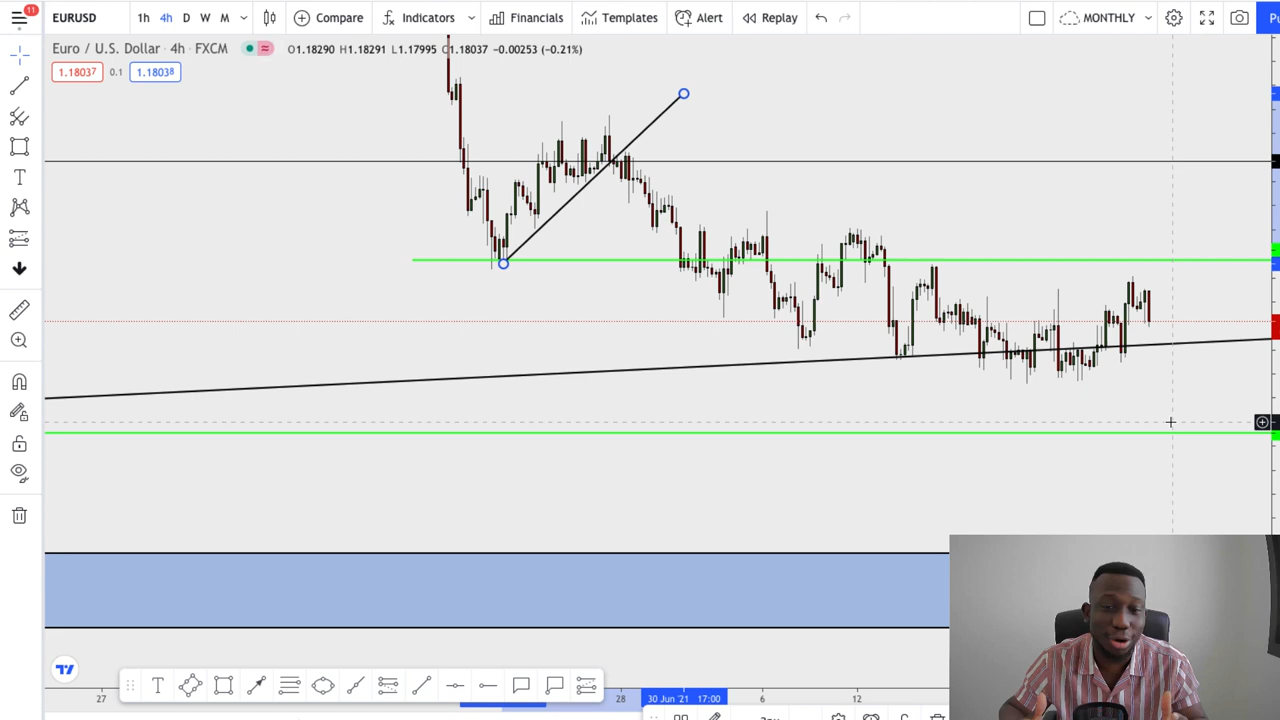 11
EURUSD
1h 4h D W M Compare Indicators Financials Templates Alert Replay MONTHLY
Euro / U.S. Dollar · 4h · FXCM O1.18290 H1.18291 L1.17995 C1.18037 −0.00253 (−0.21%)
1.18037 0.1 1.18038
27 28 30 Jun '21 17:00 6 12